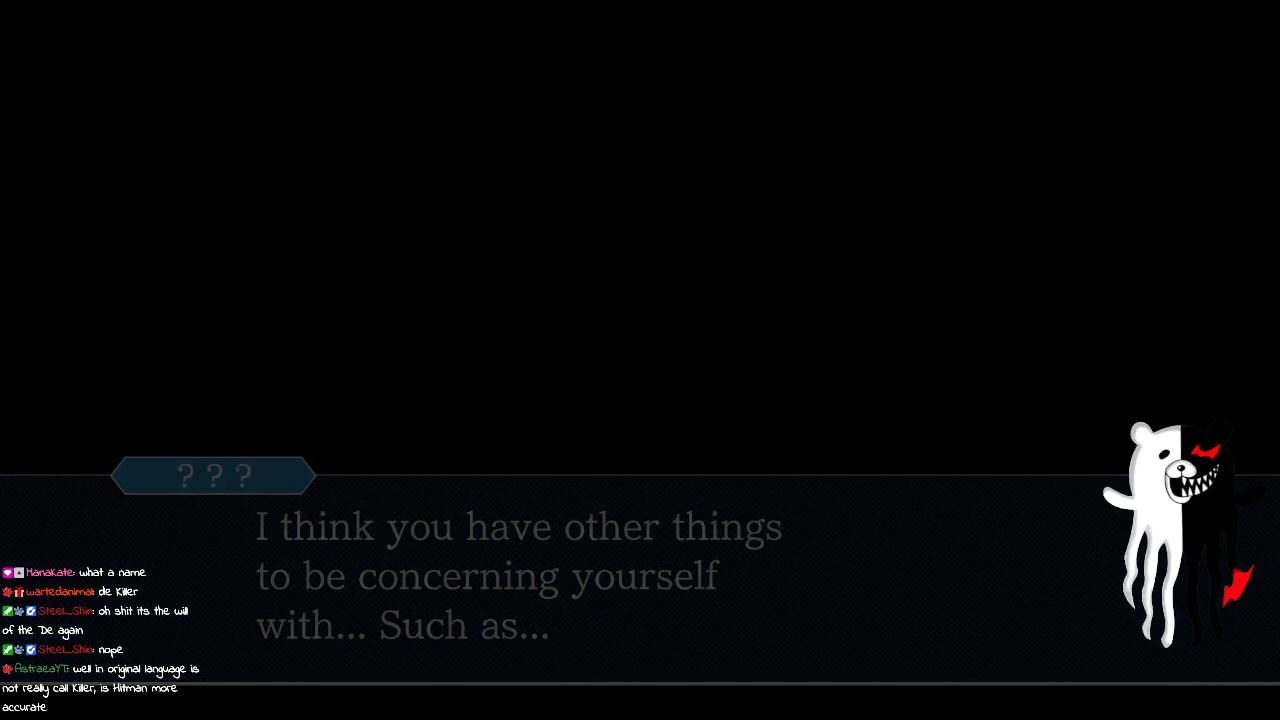 ? ? ?
I think you have other things
to be concerning yourself
with... Such as...
ManaKate: what a name
wartedanimal: de Killer
Steel_Shin: oh shit its the will
of the 'De again
Steel_Shin: nope
AstraeaYT: well in original language is
not really call Killer, is Hitman more
accurate